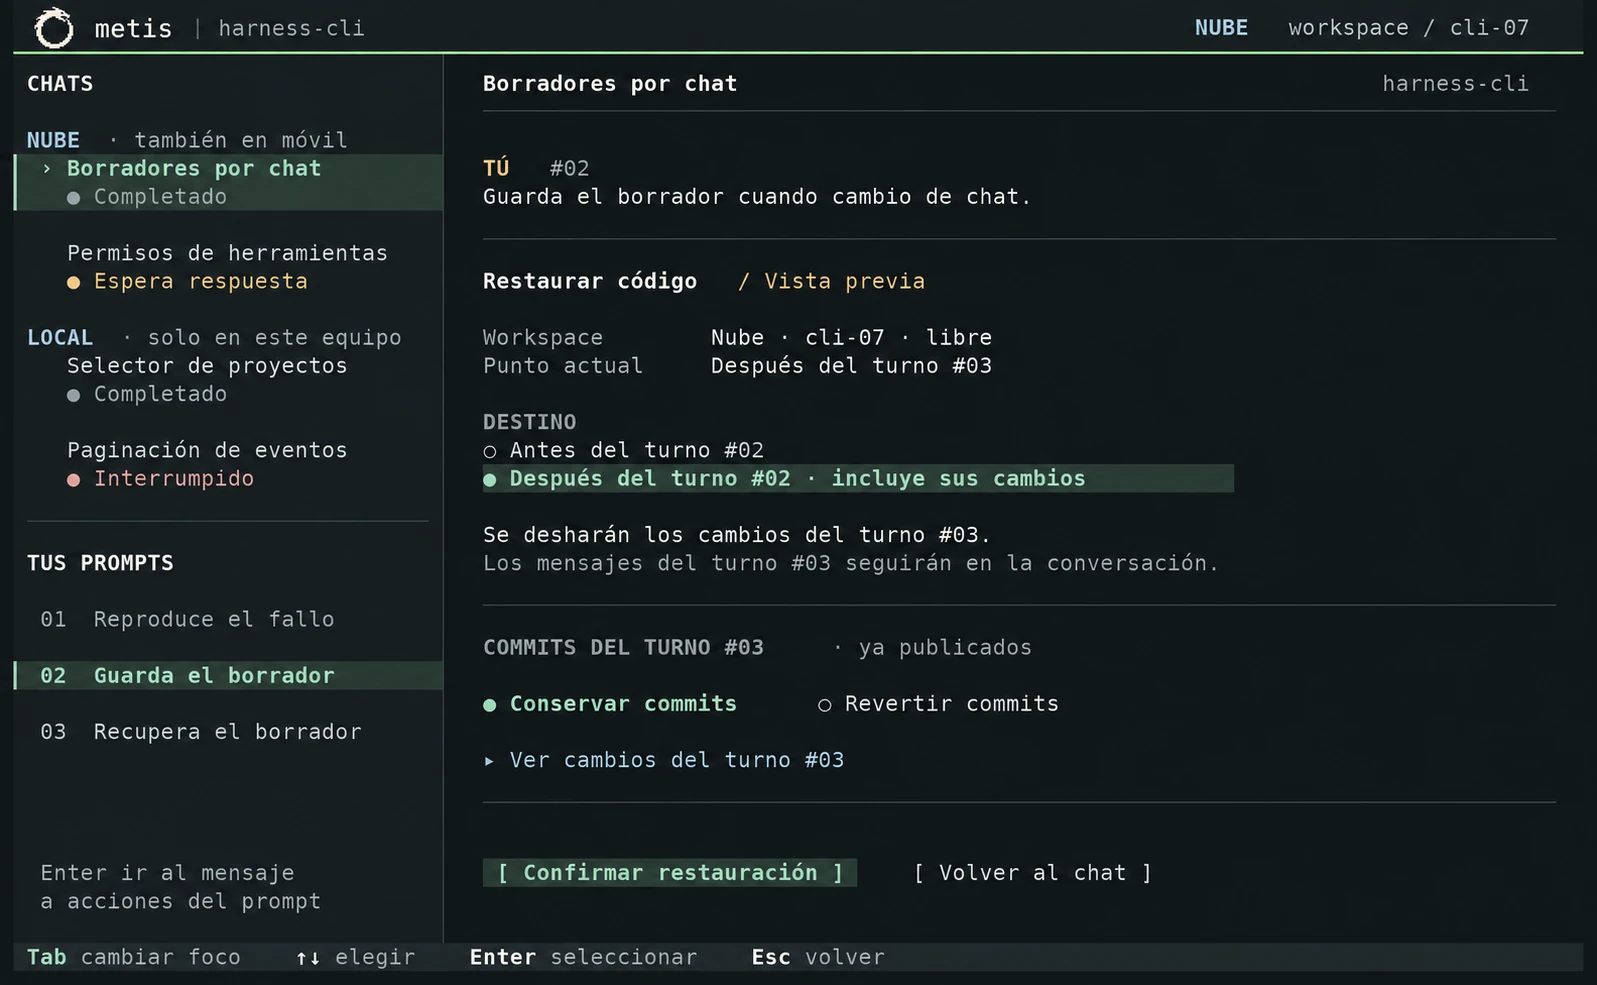 metis | harness-cli
NUBE workspace / cli-07
CHATS
NUBE · también en móvil
› Borradores por chat
● Completado
Permisos de herramientas
● Espera respuesta
LOCAL · solo en este equipo
Selector de proyectos
● Completado
Paginación de eventos
● Interrumpido
TUS PROMPTS
01 Reproduce el fallo
02 Guarda el borrador
03 Recupera el borrador
Enter ir al mensaje
a acciones del prompt
Borradores por chat
harness-cli
TÚ #02
Guarda el borrador cuando cambio de chat.
Restaurar código / Vista previa
Workspace Nube · cli-07 · libre
Punto actual Después del turno #03
DESTINO
○ Antes del turno #02
● Después del turno #02 · incluye sus cambios
Se desharán los cambios del turno #03.
Los mensajes del turno #03 seguirán en la conversación.
COMMITS DEL TURNO #03 · ya publicados
● Conservar commits ○ Revertir commits
▸ Ver cambios del turno #03
[ Confirmar restauración ] [ Volver al chat ]
Tab cambiar foco ↑↓ elegir Enter seleccionar Esc volver